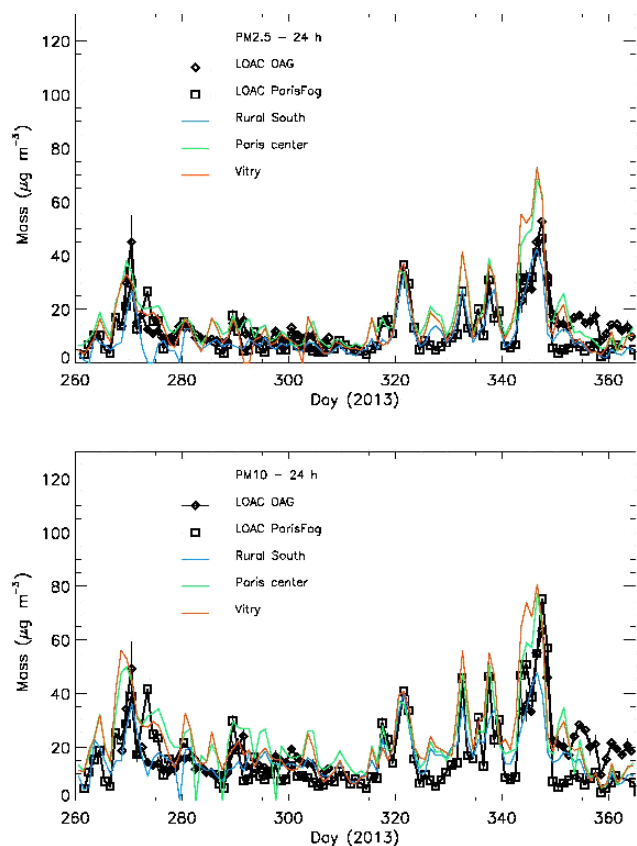 PM2.5 – 24 h
LOAC OAG
LOAC ParisFog
Rural South
Paris center
Vitry
Mass (μg m⁻³)
120
100
80
60
40
20
0
260 280 300 320 340 360
Day (2013)
PM10 – 24 h
LOAC OAG
LOAC ParisFog
Rural South
Paris center
Vitry
Mass (μg m⁻³)
120
100
80
60
40
20
0
260 280 300 320 340 360
Day (2013)